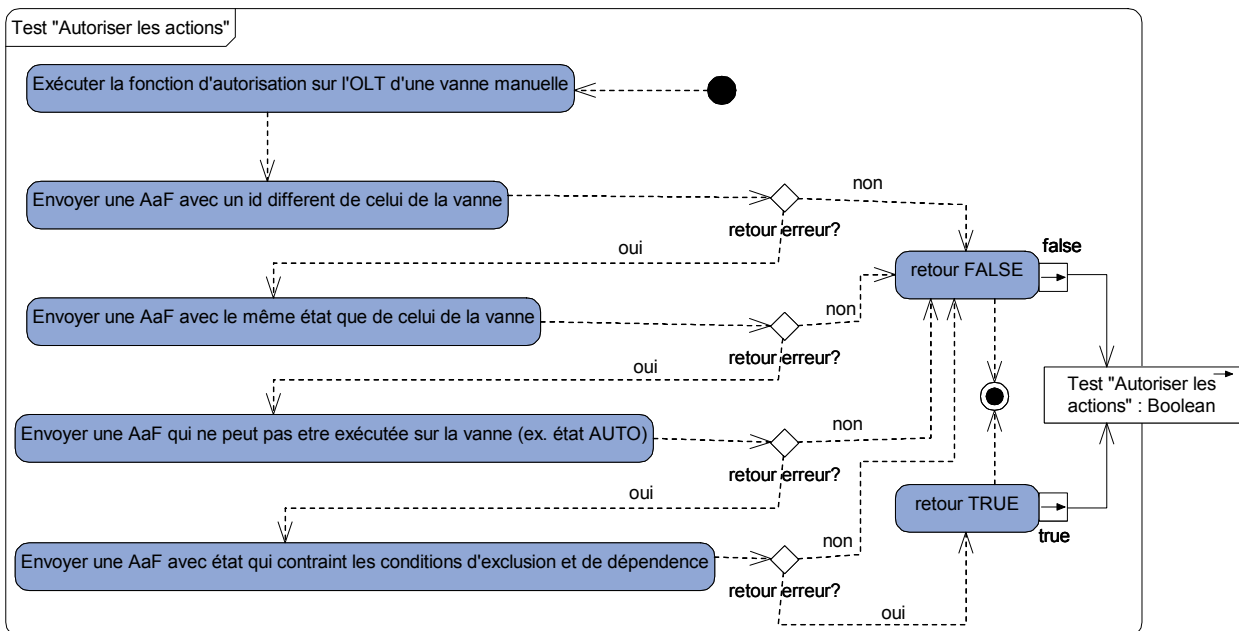 Test "Autoriser les actions"
Exécuter la fonction d'autorisation sur l'OLT d'une vanne manuelle
Envoyer une AaF avec un id different de celui de la vanne
non
retour erreur?
oui
false
retour FALSE
Envoyer une AaF avec le même état que de celui de la vanne
non
retour erreur?
oui
Test "Autoriser les
actions" : Boolean
Envoyer une AaF qui ne peut pas etre exécutée sur la vanne (ex. état AUTO)
non
retour erreur?
oui
retour TRUE
true
Envoyer une AaF avec état qui contraint les conditions d'exclusion et de dépendence
non
retour erreur?
oui